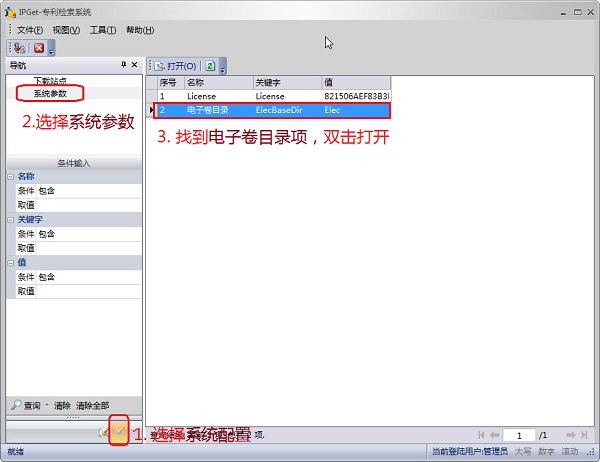 IPGet-专利检索系统
文件(F) 视图(V) 工具(T) 帮助(H)
导航
下载站点
系统参数
2.选择系统参数
条件输入
名称
条件 包含
取值
关键字
条件 包含
取值
值
条件 包含
取值
查询 清除 清除全部
打开(O)
序号 名称 关键字 值
1 License License 821506AEF83B3
2 电子卷目录 ElecBaseDir Elec
3. 找到电子卷目录项，双击打开
1. 选择系统配置
2 项.
1 /1
就绪
当前登陆用户:管理员 大写 数字 滚动